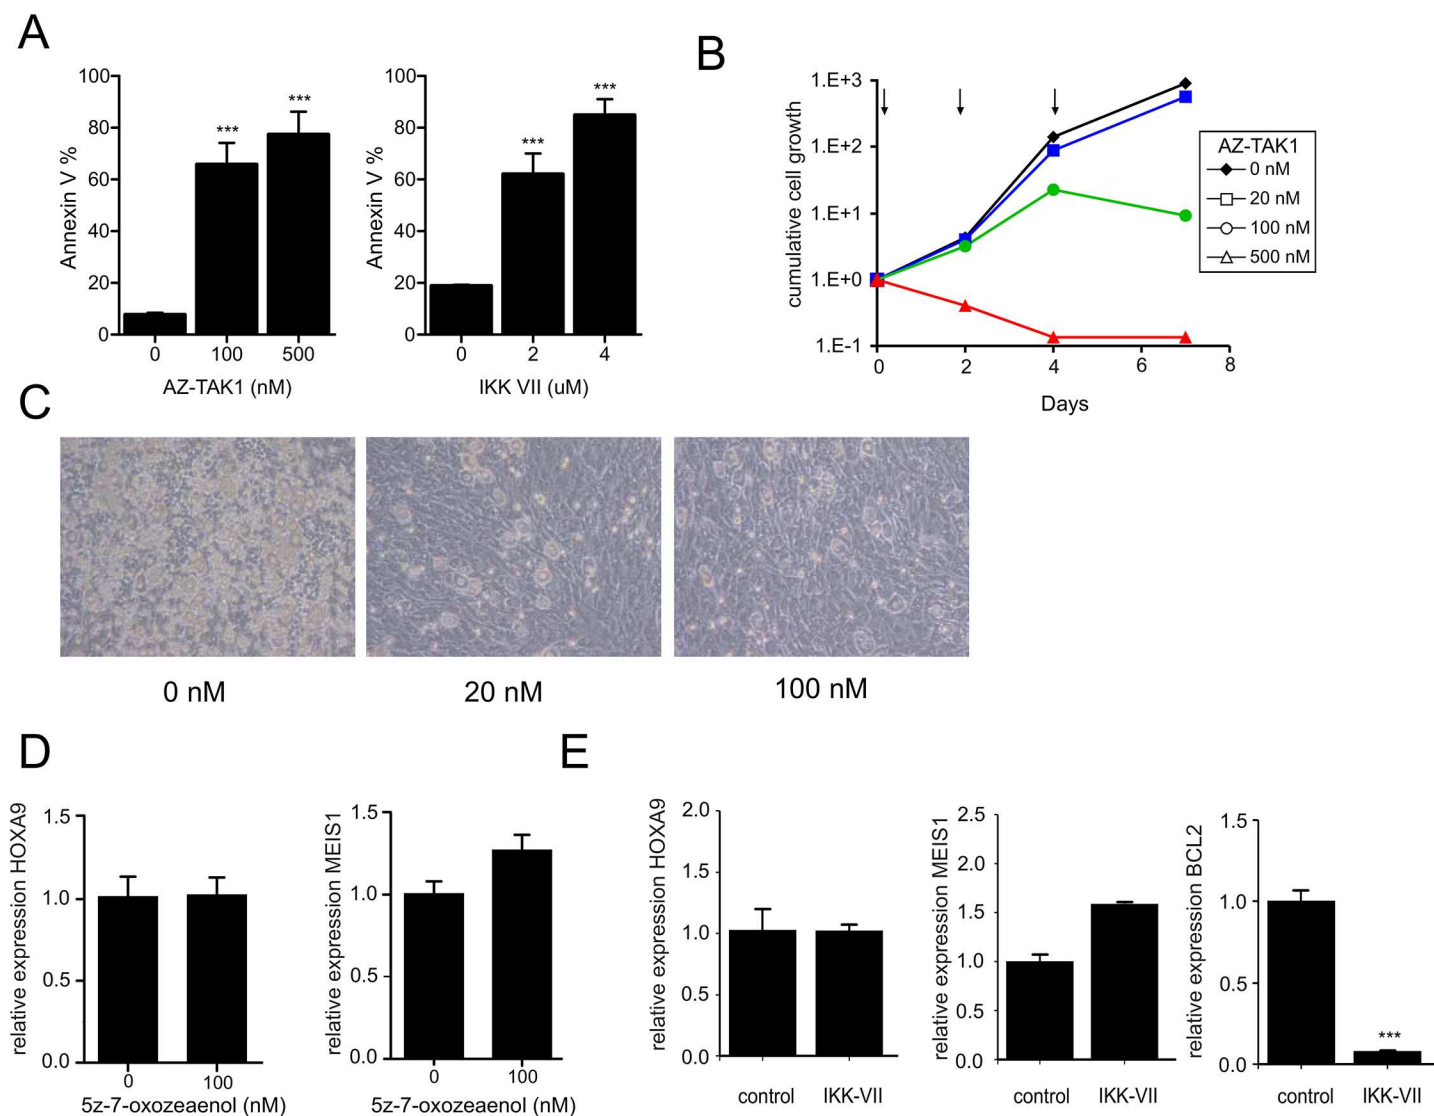 A
Annexin V %
100
80
60
40
20
0
***
***
0 100 500
AZ-TAK1 (nM)
Annexin V %
100
80
60
40
20
0
***
***
0 2 4
IKK VII (uM)
B
cumulative cell growth
1.E+3
1.E+2
1.E+1
1.E+0
1.E-1
0 2 4 6 8
Days
AZ-TAK1
0 nM
20 nM
100 nM
500 nM
C
0 nM
20 nM
100 nM
D
relative expression HOXA9
1.5
1.0
0.5
0.0
0 100
5z-7-oxozeaenol (nM)
relative expression MEIS1
1.5
1.0
0.5
0.0
0 100
5z-7-oxozeaenol (nM)
E
relative expression HOXA9
2.0
1.5
1.0
0.5
0.0
control IKK-VII
relative expression MEIS1
2.5
2.0
1.5
1.0
0.5
0.0
control IKK-VII
relative expression BCL2
1.5
1.0
0.5
0.0
***
control IKK-VII